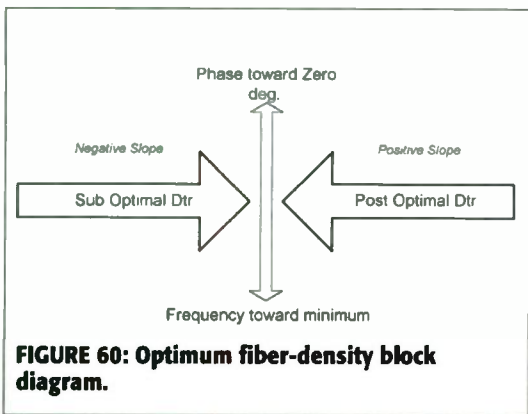 Phase toward Zero
deg.
Negative Slope
Positive Slope
Sub Optimal Dtr
Post Optimal Dtr
Frequency toward minimum
FIGURE 60: Optimum fiber-density block
diagram.